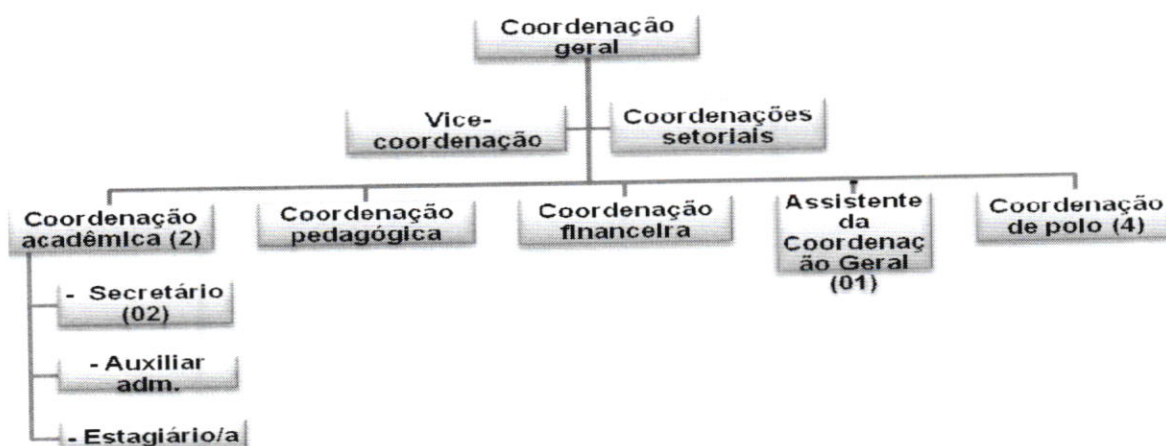 Coordenação
geral
Vice-
coordenação
Coordenações
setoriais
Coordenação
acadêmica (2)
Coordenação
pedagógica
Coordenação
financeira
Assistente
da
Coordenaç
ão Geral
(01)
Coordenação
de polo (4)
- Secretário
(02)
- Auxiliar
adm.
- Estagiário/a